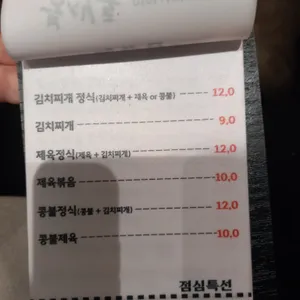 김치찌개 정식(김치찌개 + 제육 or 콩불) 12,0
김치찌개 9,0
제육정식(제육 + 김치찌개) 12,0
제육볶음 10,0
콩불정식(콩불 + 김치찌개) 12,0
콩불제육 10,0
점심특선